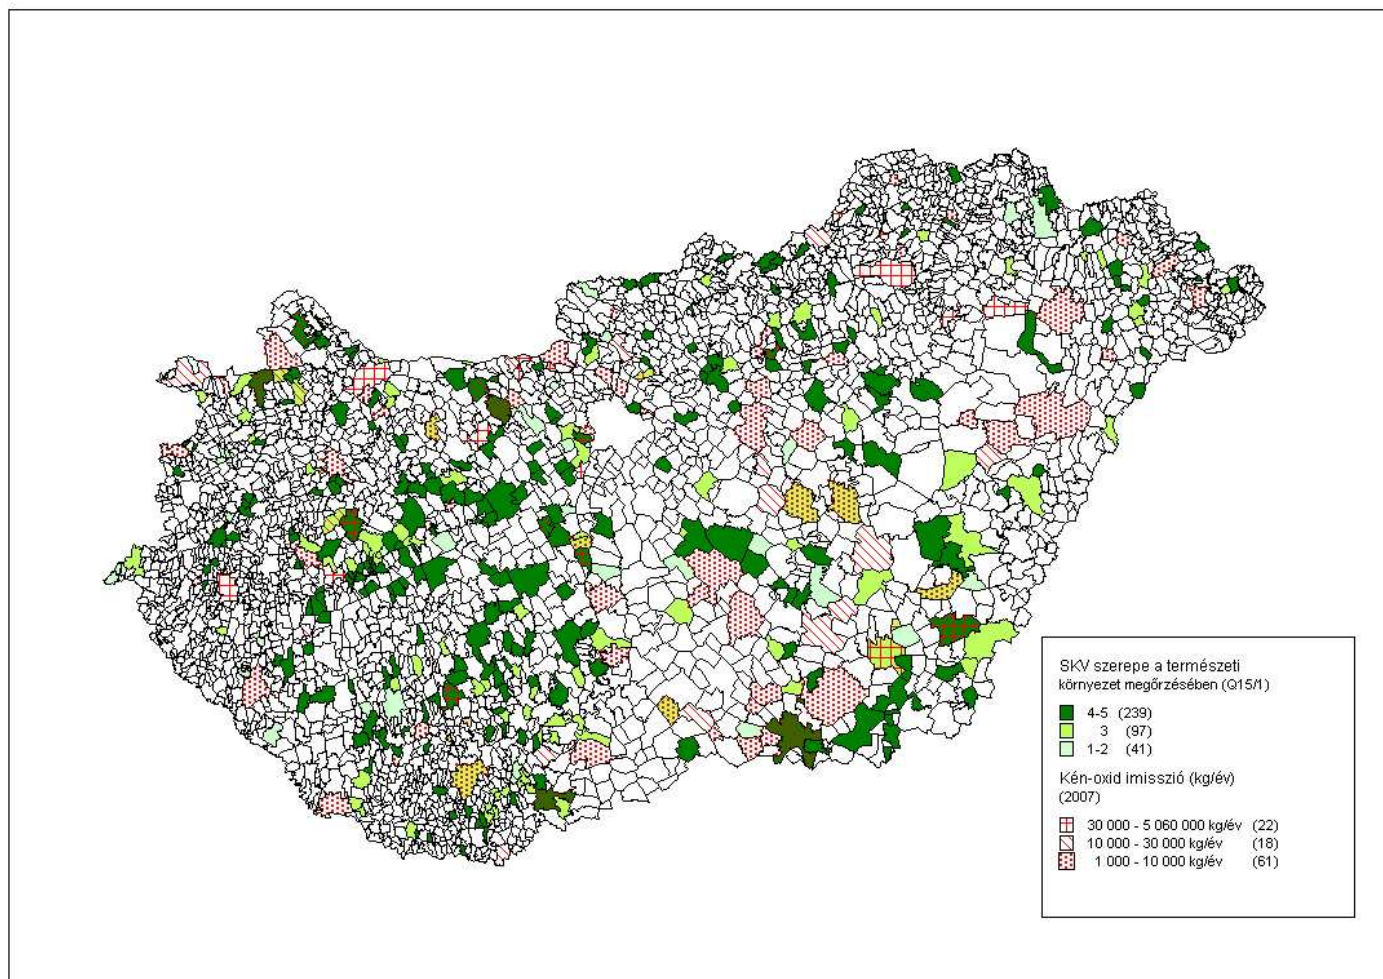 SKV szerepe a természeti
környezet megőrzésében (Q15/1)
4-5 (239)
3 (97)
1-2 (41)
Kén-oxid imisszió (kg/év)
(2007)
30 000 - 5 060 000 kg/év (22)
10 000 - 30 000 kg/év (18)
1 000 - 10 000 kg/év (61)